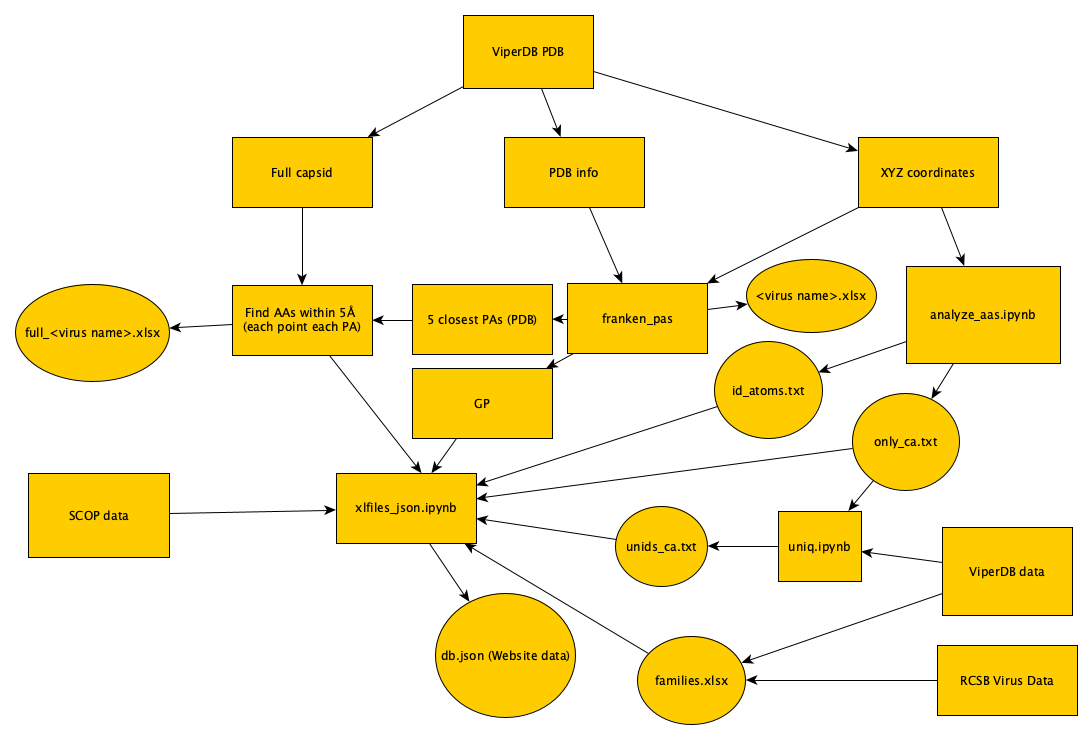 ViperDB PDB
Full capsid
PDB info
XYZ coordinates
Find AAs within 5Å
(each point each PA)
5 closest PAs (PDB)
franken_pas
<virus name>.xlsx
analyze_aas.ipynb
full_<virus name>.xlsx
id_atoms.txt
GP
only_ca.txt
xlfiles_json.ipynb
SCOP data
unids_ca.txt
uniq.ipynb
ViperDB data
db.json (Website data)
families.xlsx
RCSB Virus Data